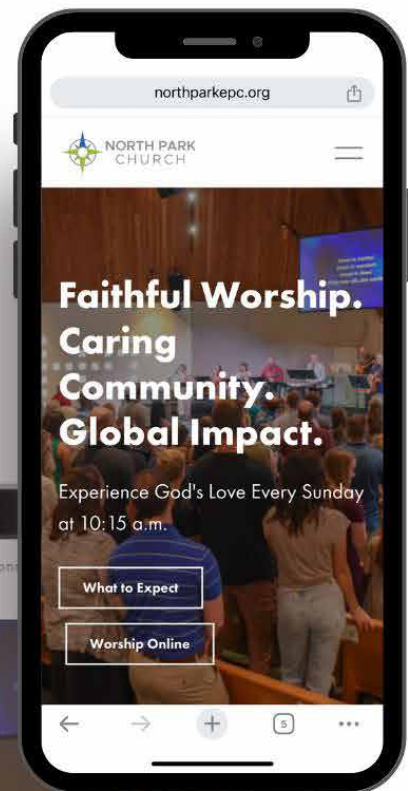 northparkepc.org
NORTH PARK
CHURCH
Faithful Worship.
Caring
Community.
Global Impact.
Experience God's Love Every Sunday
at 10:15 a.m.
What to Expect
Worship Online
5